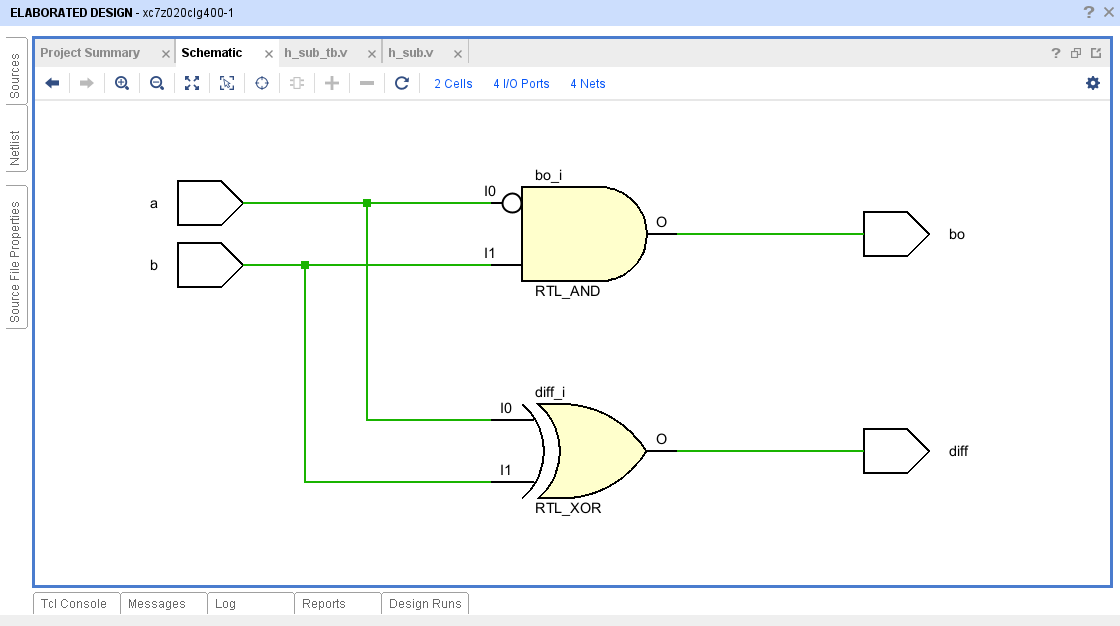 ELABORATED DESIGN - xc7z020clg400-1
Sources
Netlist
Source File Properties
Project Summary
Schematic
h_sub_tb.v
h_sub.v
2 Cells
4 I/O Ports
4 Nets
bo_i
a
I0
O
bo
I1
b
RTL_AND
diff_i
I0
O
diff
I1
RTL_XOR
Tcl Console
Messages
Log
Reports
Design Runs